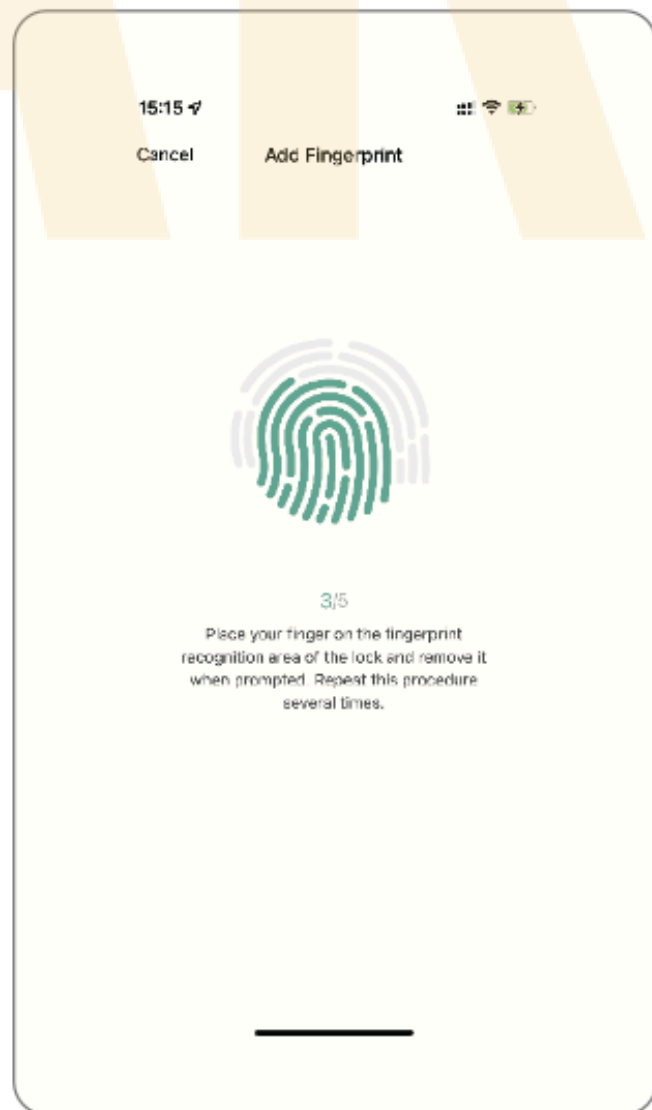 15:15
Cancel Add Fingerprint
3/5
Place your finger on the fingerprint
recognition area of the lock and remove it
when prompted. Repeat this procedure
several times.